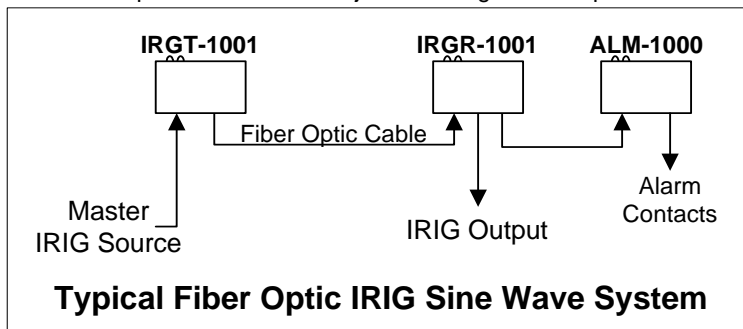 IRGT-1001
IRGR-1001
ALM-1000
Fiber Optic Cable
Master
IRIG Source
IRIG Output
Alarm
Contacts
Typical Fiber Optic IRIG Sine Wave System